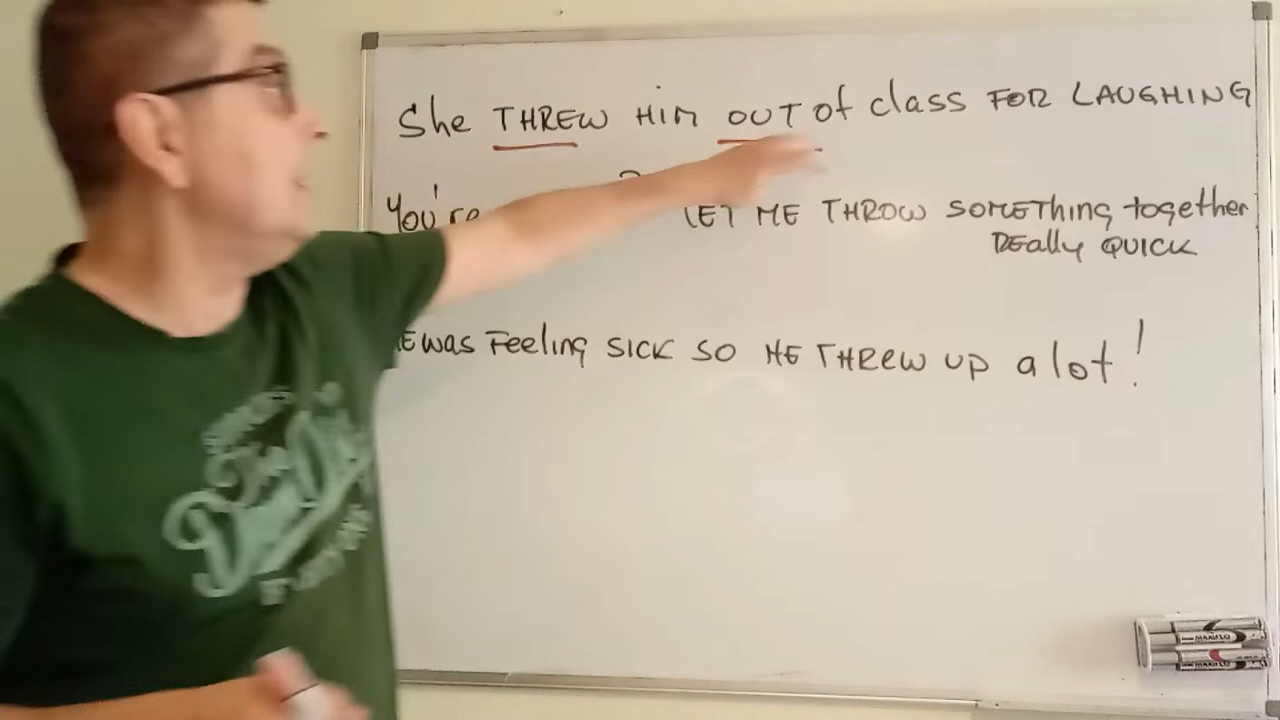 She THREW HIM OUT of class FOR LAUGHING
You're ? LET ME THROW SOMEThing together
REally QUICK
was Feeling SICK SO HE THREW UP a lot!